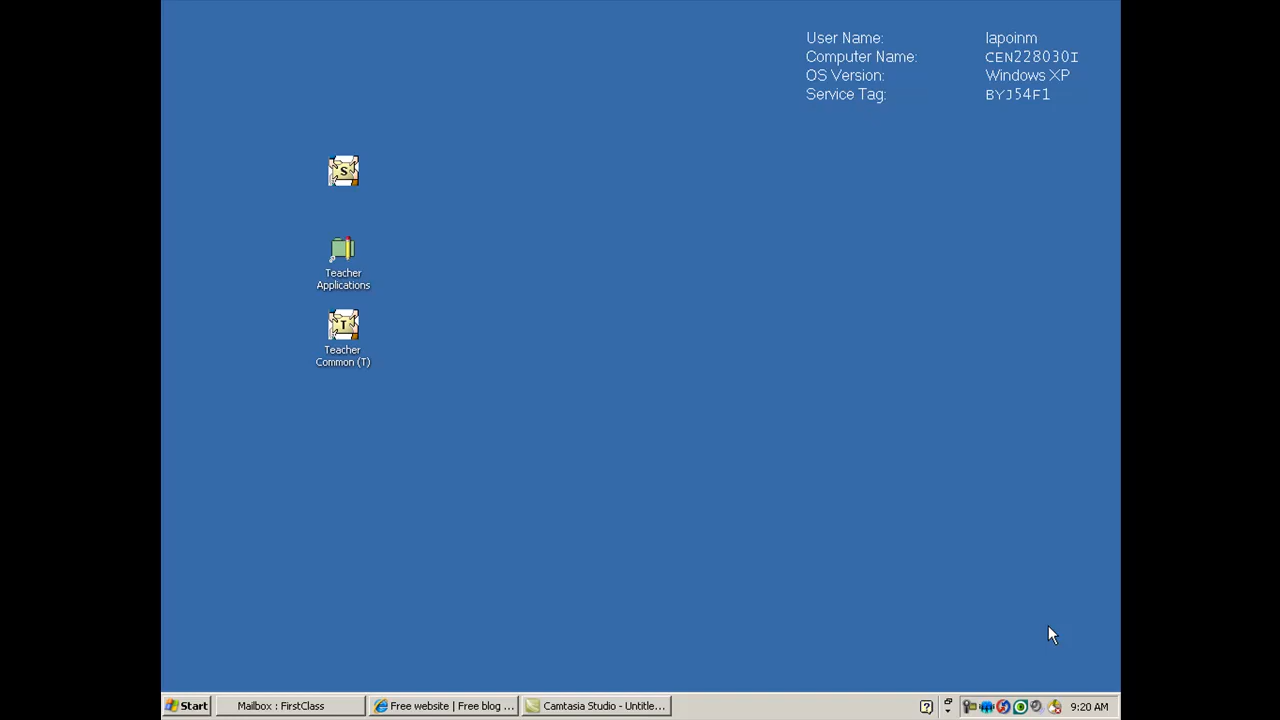 User Name: lapoinm
Computer Name: CEN228030I
OS Version: Windows XP
Service Tag: BYJ54F1
S
Teacher
Applications
T
Teacher
Common (T)
Start
Mailbox : FirstClass
Free website | Free blog ...
Camtasia Studio - Untitle...
9:20 AM